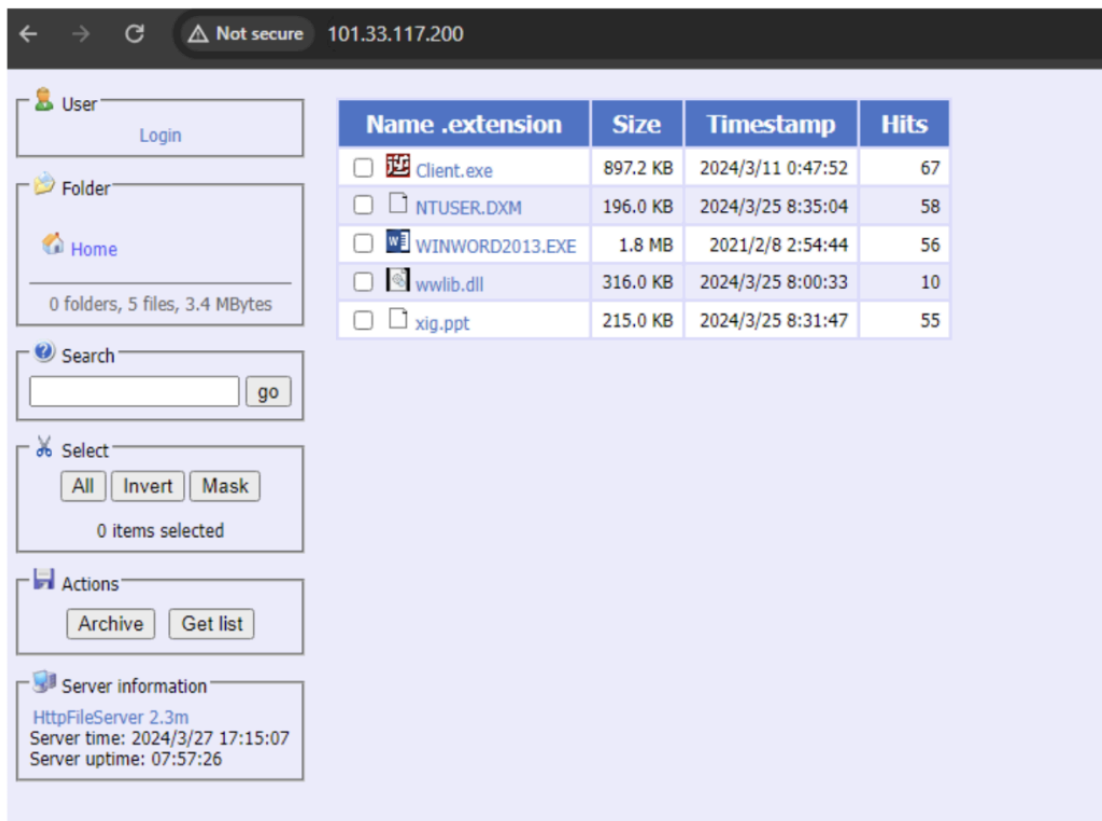 Not secure 101.33.117.200
User
Login
Folder
Home
0 folders, 5 files, 3.4 MBytes
Search
go
Select
All Invert Mask
0 items selected
Actions
Archive Get list
Server information
HttpFileServer 2.3m
Server time: 2024/3/27 17:15:07
Server uptime: 07:57:26
Name .extension Size Timestamp Hits
Client.exe 897.2 KB 2024/3/11 0:47:52 67
NTUSER.DXM 196.0 KB 2024/3/25 8:35:04 58
WINWORD2013.EXE 1.8 MB 2021/2/8 2:54:44 56
wwlib.dll 316.0 KB 2024/3/25 8:00:33 10
xig.ppt 215.0 KB 2024/3/25 8:31:47 55